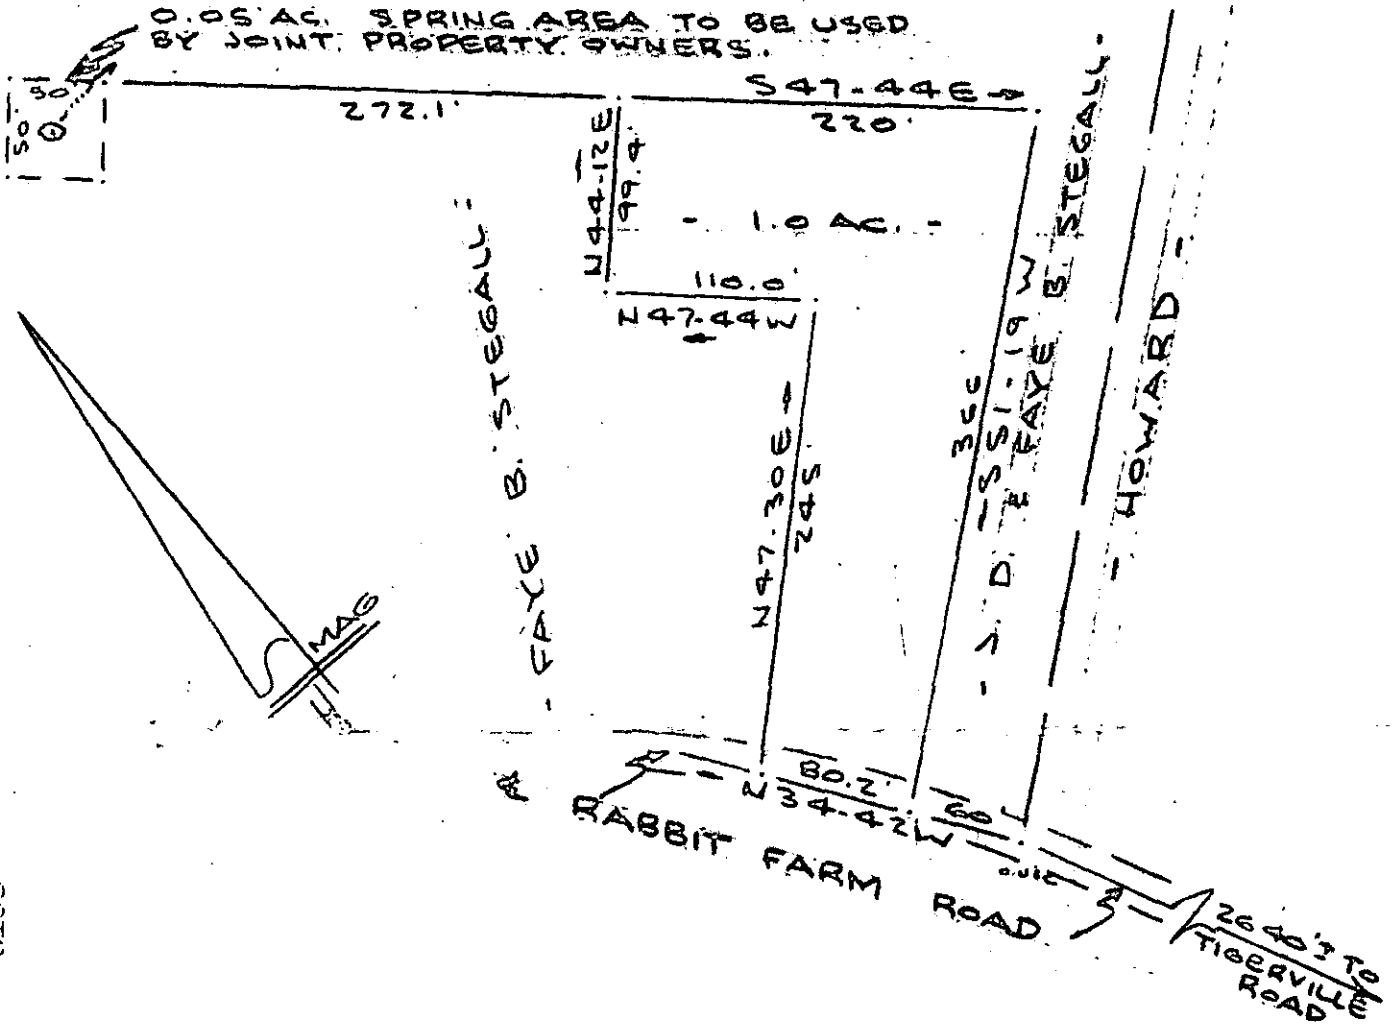 0.05 AC. SPRING AREA TO BE USED
BY JOINT PROPERTY OWNERS.
50
50
272.1'
S47-44E
220'
N44-12E
99.4
- 1.0 AC. -
110.0'
N47-44W
- FAYE B. STEGALL -
N47-30E
245
366
S51-19W
- J. D. & FAYE B. STEGALL -
- HOWARD -
MAG
80.2'
N34-42W
60
RABBIT FARM ROAD
2640'± TO
TIGERVILLE
ROAD